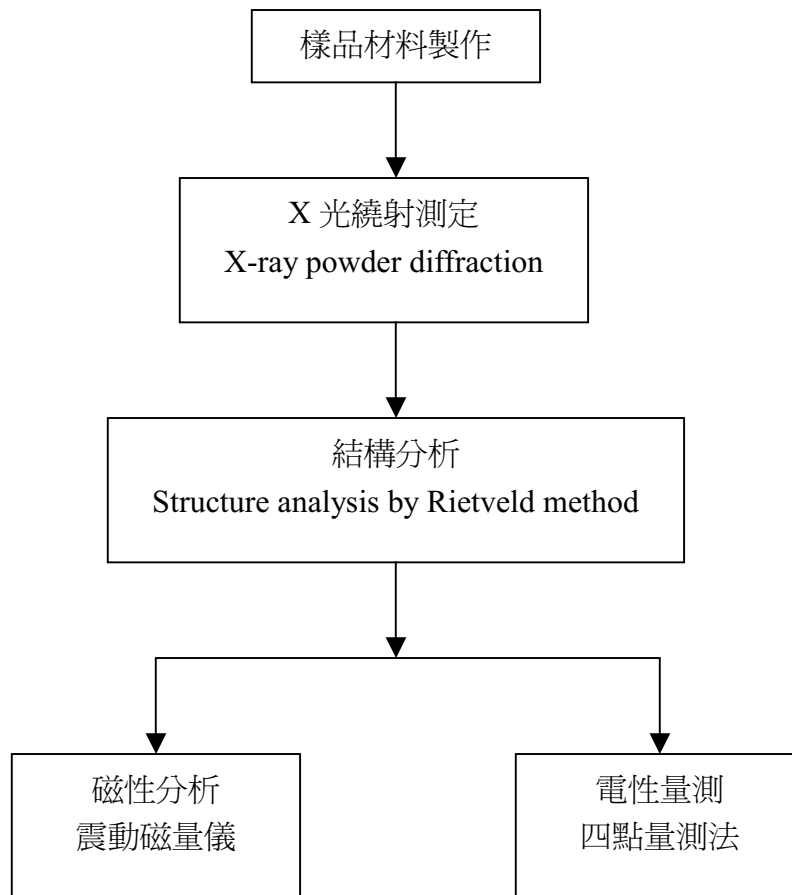 樣品材料製作
X 光繞射測定
X-ray powder diffraction
結構分析
Structure analysis by Rietveld method
磁性分析
震動磁量儀
電性量測
四點量測法